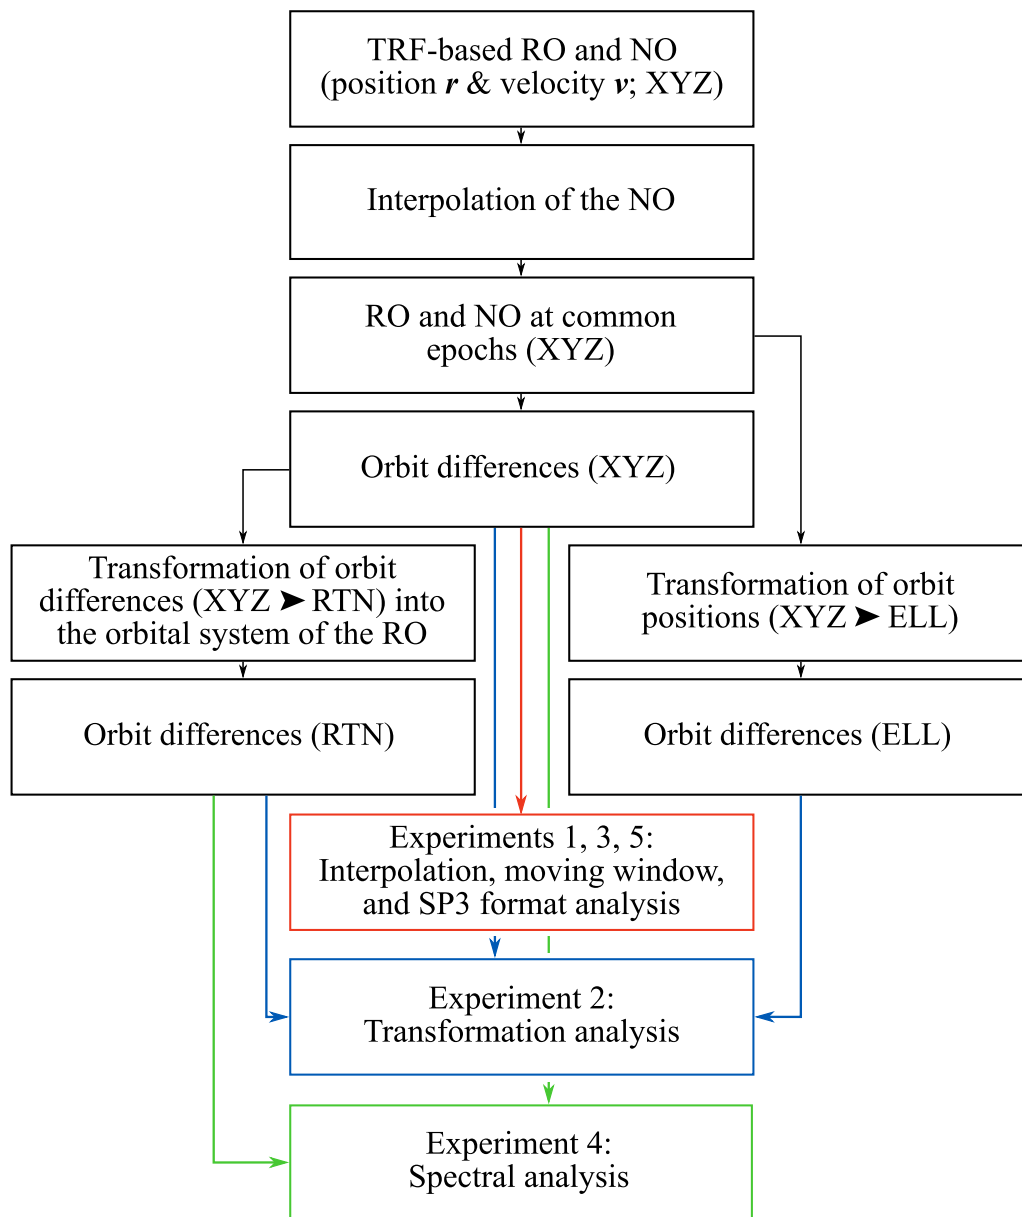 TRF-based RO and NO
(position r & velocity v; XYZ)
Interpolation of the NO
RO and NO at common
epochs (XYZ)
Orbit differences (XYZ)
Transformation of orbit
differences (XYZ ➤ RTN) into
the orbital system of the RO
Transformation of orbit
positions (XYZ ➤ ELL)
Orbit differences (RTN)
Orbit differences (ELL)
Experiments 1, 3, 5:
Interpolation, moving window,
and SP3 format analysis
Experiment 2:
Transformation analysis
Experiment 4:
Spectral analysis